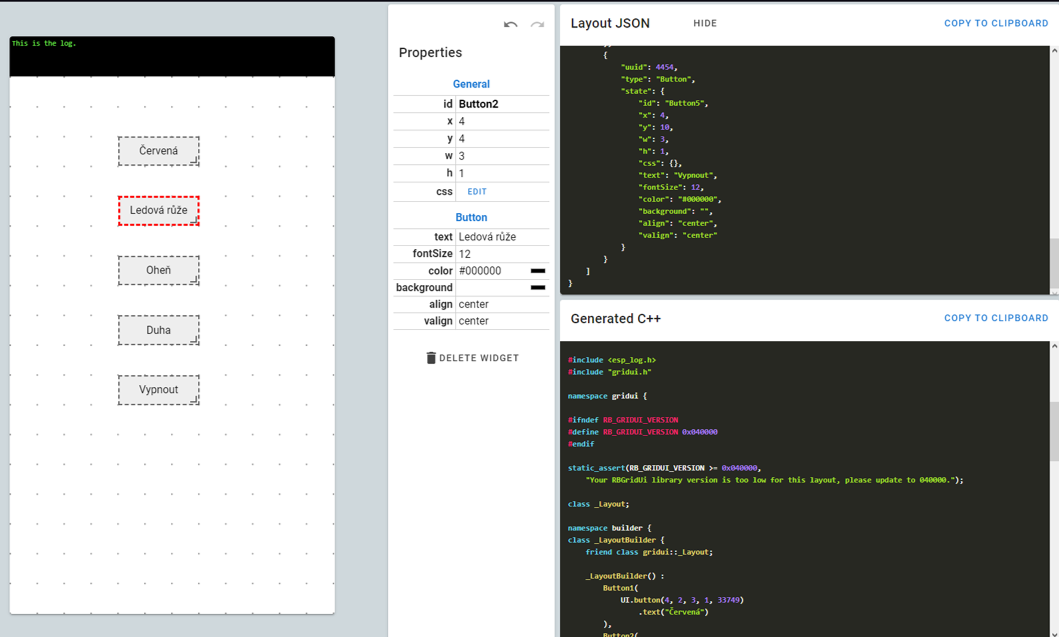 This is the log.
Červená
Ledová růže
Oheň
Duha
Vypnout
Properties
General
id Button2
x 4
y 4
w 3
h 1
css EDIT
Button
text Ledová růže
fontSize 12
color #000000
background
align center
valign center
DELETE WIDGET
Layout JSON HIDE COPY TO CLIPBOARD
{
"uuid": 4454,
"type": "Button",
"state": {
"id": "Button5",
"x": 4,
"y": 10,
"w": 3,
"h": 1,
"css": {},
"text": "Vypnout",
"fontSize": 12,
"color": "#000000",
"background": "",
"align": "center",
"valign": "center"
}
}
]
}
Generated C++ COPY TO CLIPBOARD
#include <esp_log.h>
#include "gridui.h"
namespace gridui {
#ifndef RB_GRIDUI_VERSION
#define RB_GRIDUI_VERSION 0x040000
#endif
static_assert(RB_GRIDUI_VERSION >= 0x040000,
"Your RBGridUi library version is too low for this layout, please update to 040000.");
class _Layout;
namespace builder {
class _LayoutBuilder {
friend class gridui::_Layout;
_LayoutBuilder() :
Button1(
UI.button(4, 2, 3, 1, 33749)
.text("Červená")
),
Button2(